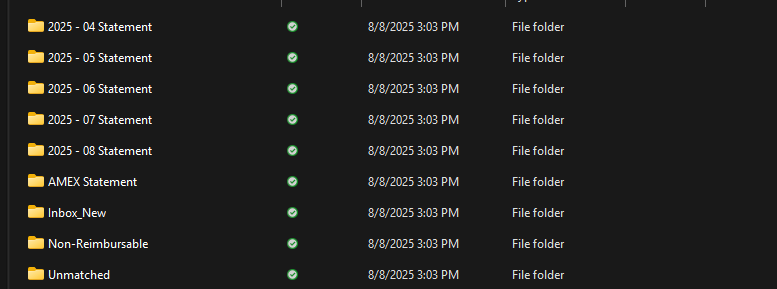 2025 - 04 Statement 8/8/2025 3:03 PM File folder
2025 - 05 Statement 8/8/2025 3:03 PM File folder
2025 - 06 Statement 8/8/2025 3:03 PM File folder
2025 - 07 Statement 8/8/2025 3:03 PM File folder
2025 - 08 Statement 8/8/2025 3:03 PM File folder
AMEX Statement 8/8/2025 3:03 PM File folder
Inbox_New 8/8/2025 3:03 PM File folder
Non-Reimbursable 8/8/2025 3:03 PM File folder
Unmatched 8/8/2025 3:03 PM File folder